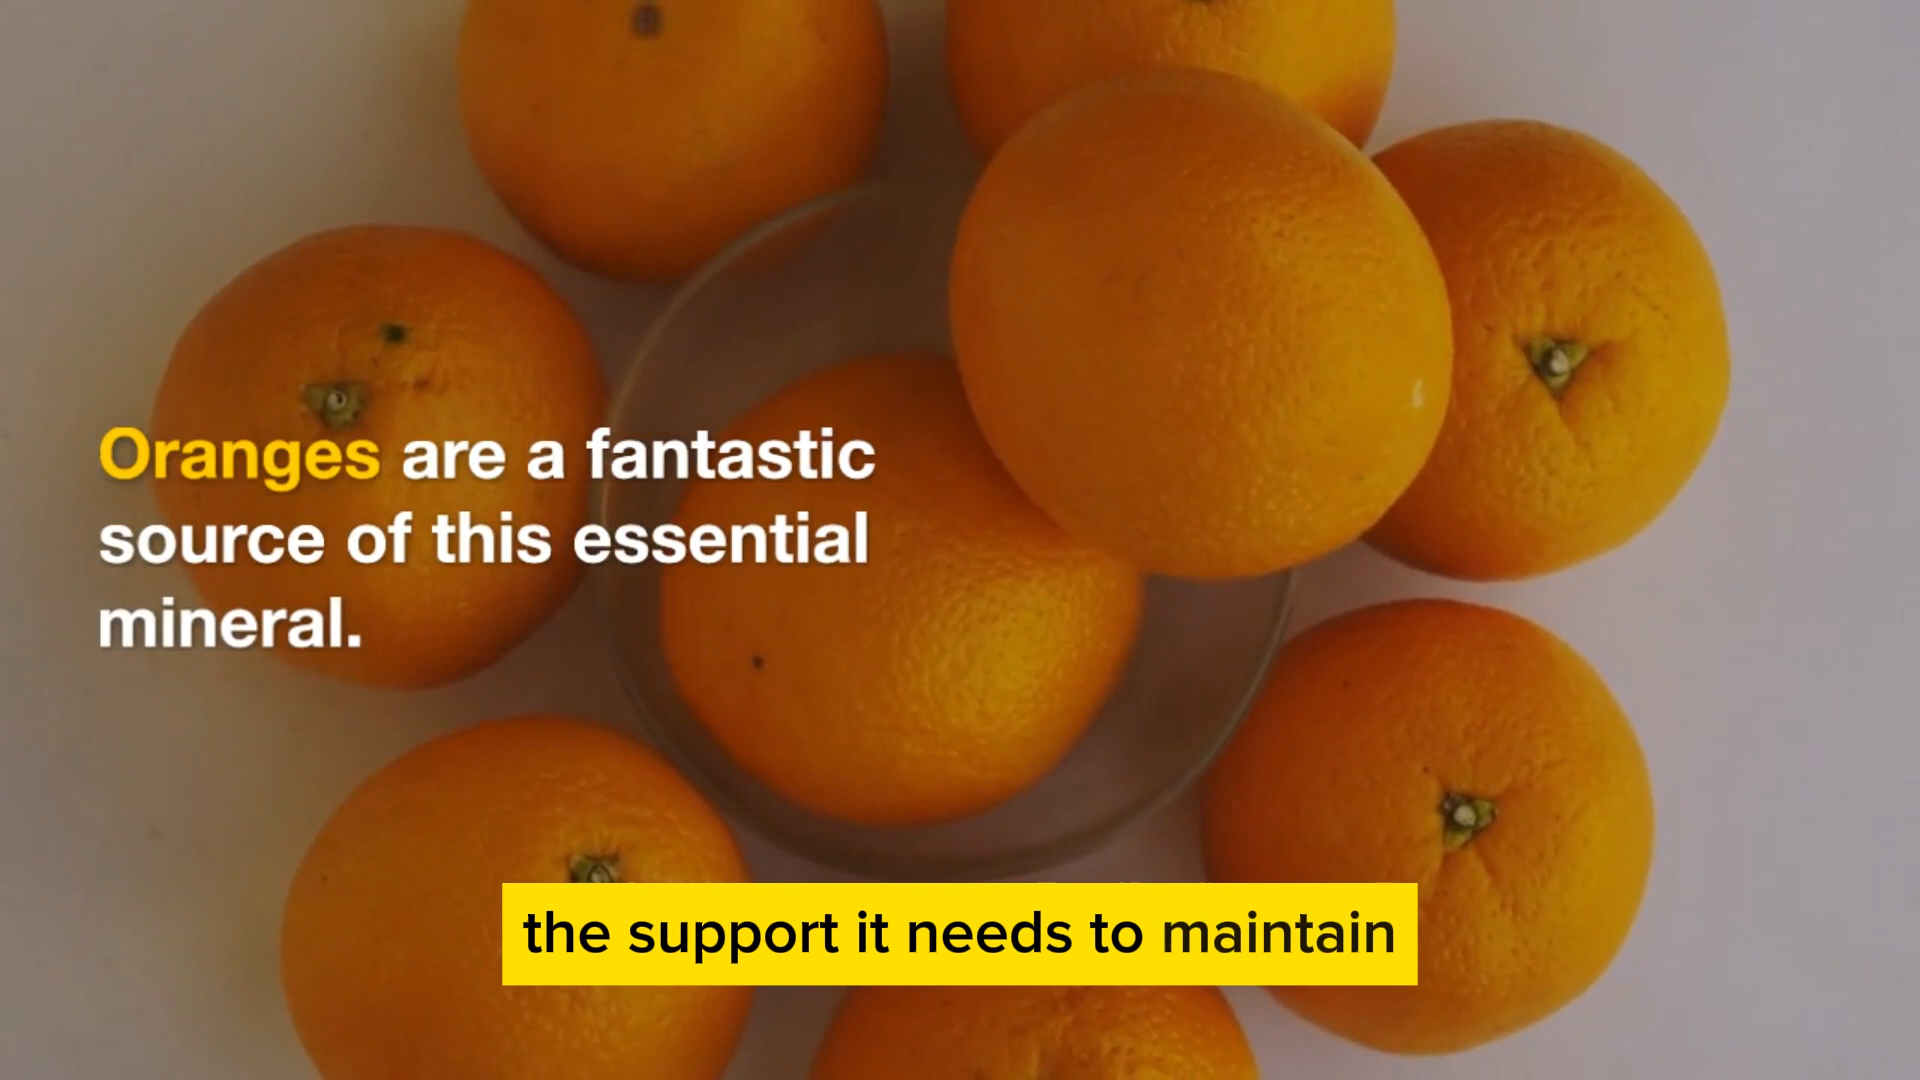 Oranges are a fantastic
source of this essential
mineral.
the support it needs to maintain